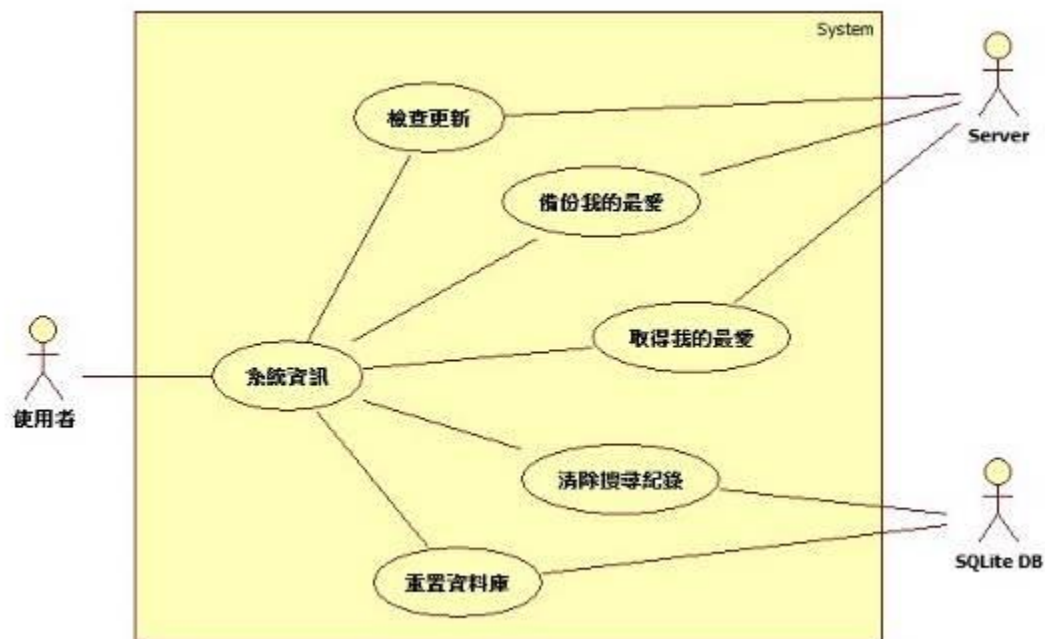 System
檢查更新
Server
備份我的最愛
取得我的最愛
系統資訊
使用者
清除搜尋紀錄
SQLite DB
重置資料庫